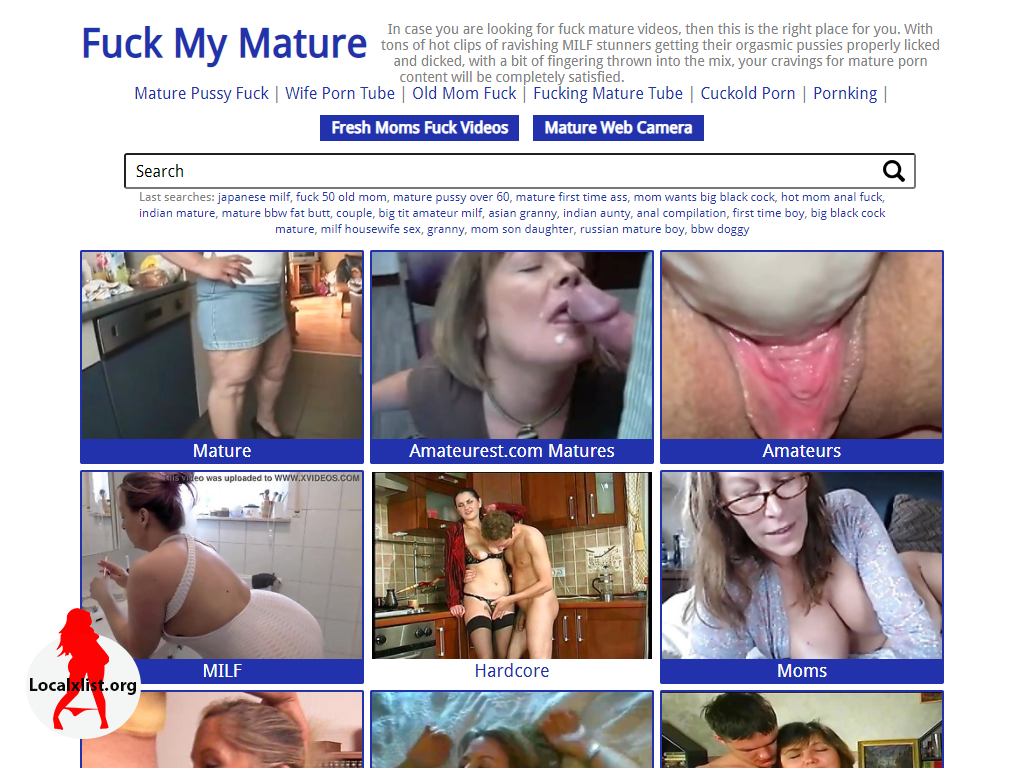 Fuck My Mature
In case you are looking for fuck mature videos, then this is the right place for you. With
tons of hot clips of ravishing MILF stunners getting their orgasmic pussies properly licked
and dicked, with a bit of fingering thrown into the mix, your cravings for mature porn
content will be completely satisfied.
Mature Pussy Fuck | Wife Porn Tube | Old Mom Fuck | Fucking Mature Tube | Cuckold Porn | Pornking |
Fresh Moms Fuck Videos
Mature Web Camera
Search
Last searches: japanese milf, fuck 50 old mom, mature pussy over 60, mature first time ass, mom wants big black cock, hot mom anal fuck,
indian mature, mature bbw fat butt, couple, big tit amateur milf, asian granny, indian aunty, anal compilation, first time boy, big black cock
mature, milf housewife sex, granny, mom son daughter, russian mature boy, bbw doggy
Mature
Amateurest.com Matures
Amateurs
This video was uploaded to WWW.XVIDEOS.COM
MILF
Hardcore
Moms
Localxlist.org